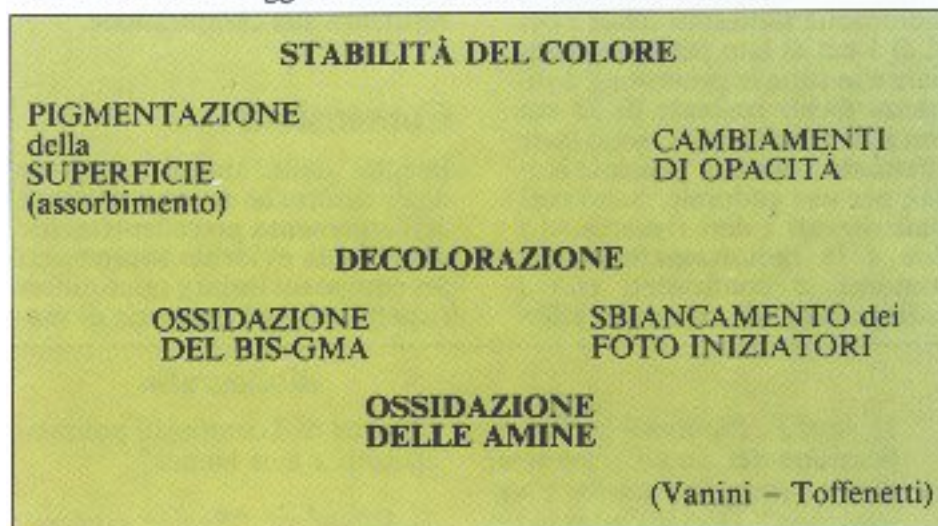 STABILITÀ DEL COLORE
PIGMENTAZIONE
della
SUPERFICIE
(assorbimento)
CAMBIAMENTI
DI OPACITÀ
DECOLORAZIONE
OSSIDAZIONE
DEL BIS-GMA
SBIANCAMENTO dei
FOTO INIZIATORI
OSSIDAZIONE
DELLE AMINE
(Vanini – Toffenetti)